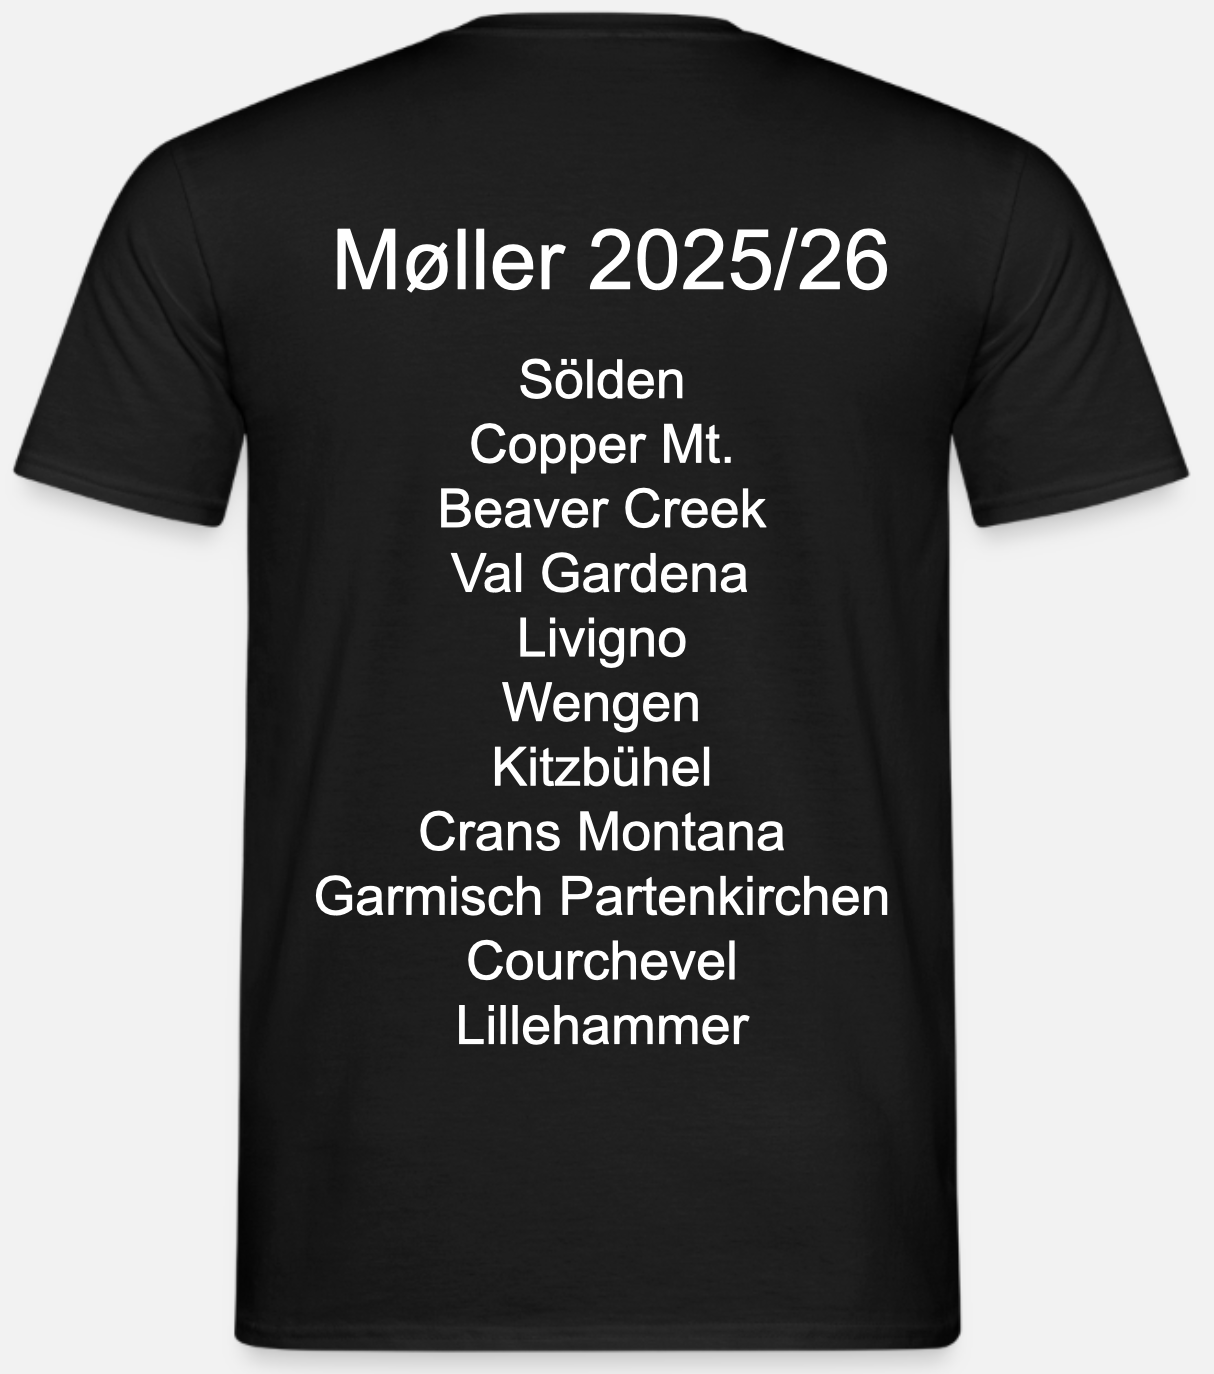 Møller 2025/26
Sölden
Copper Mt.
Beaver Creek
Val Gardena
Livigno
Wengen
Kitzbühel
Crans Montana
Garmisch Partenkirchen
Courchevel
Lillehammer